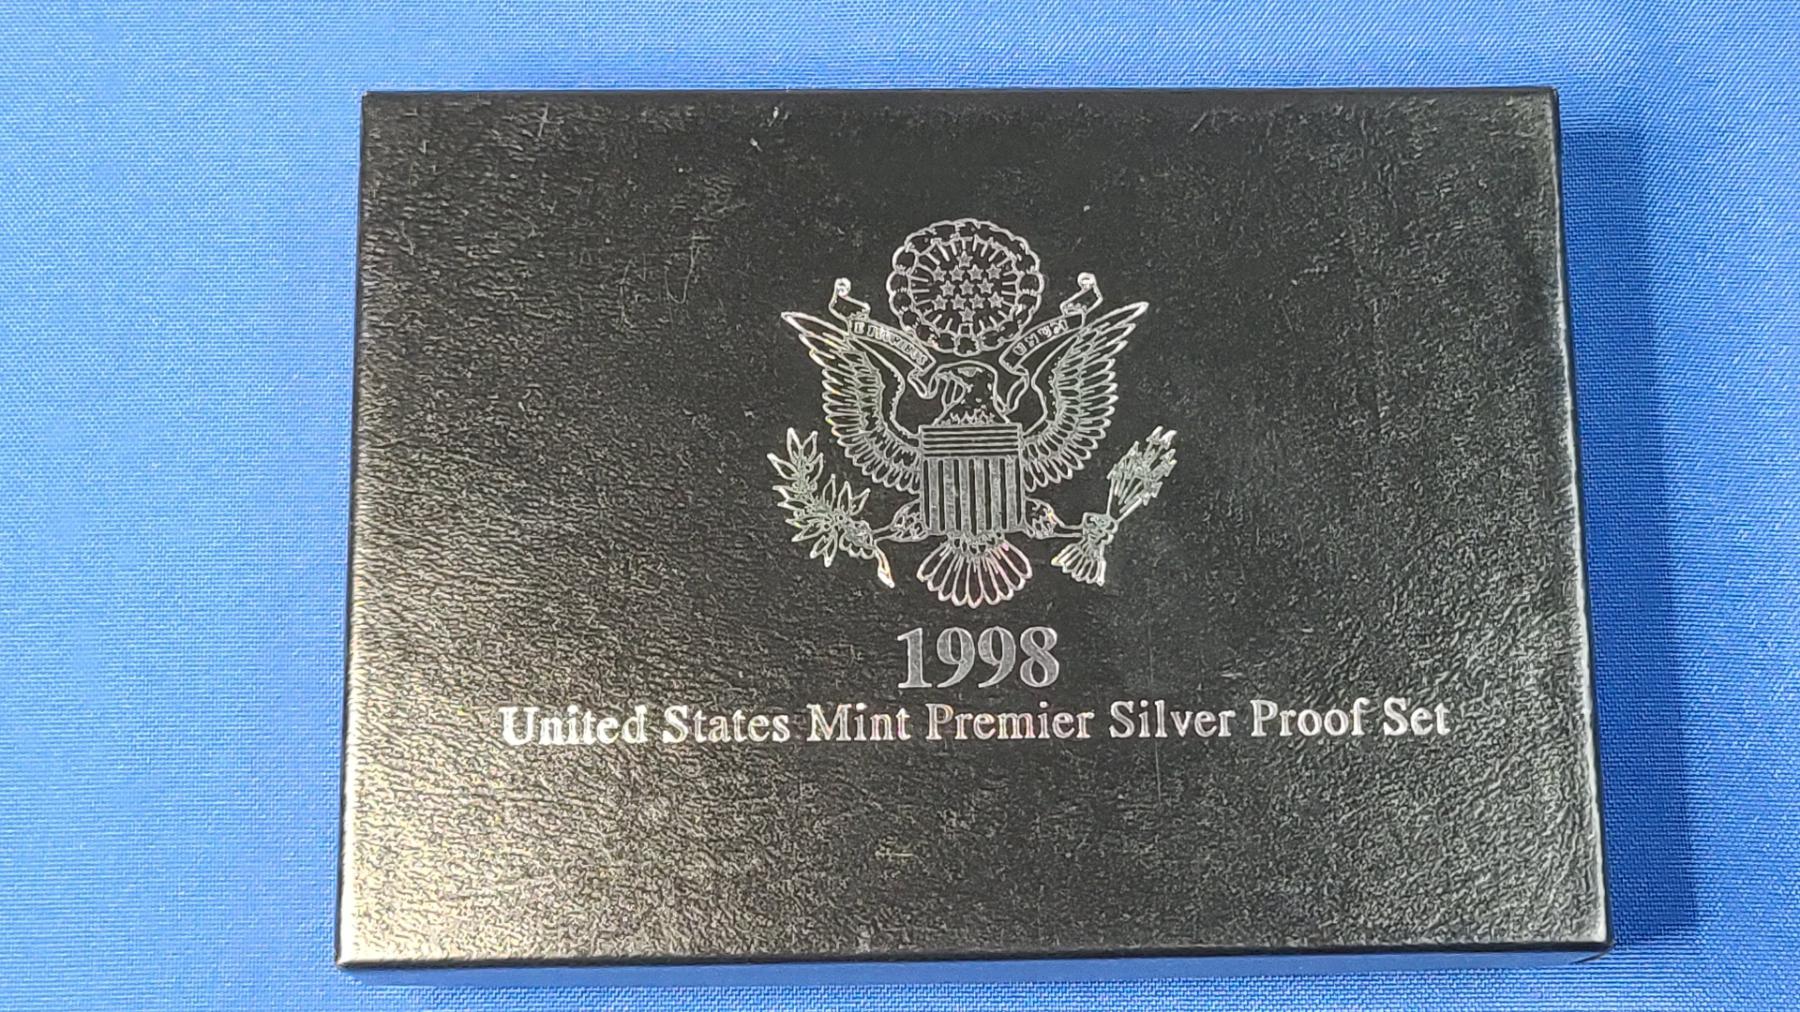 1998
United States Mint Premier Silver Proof Set